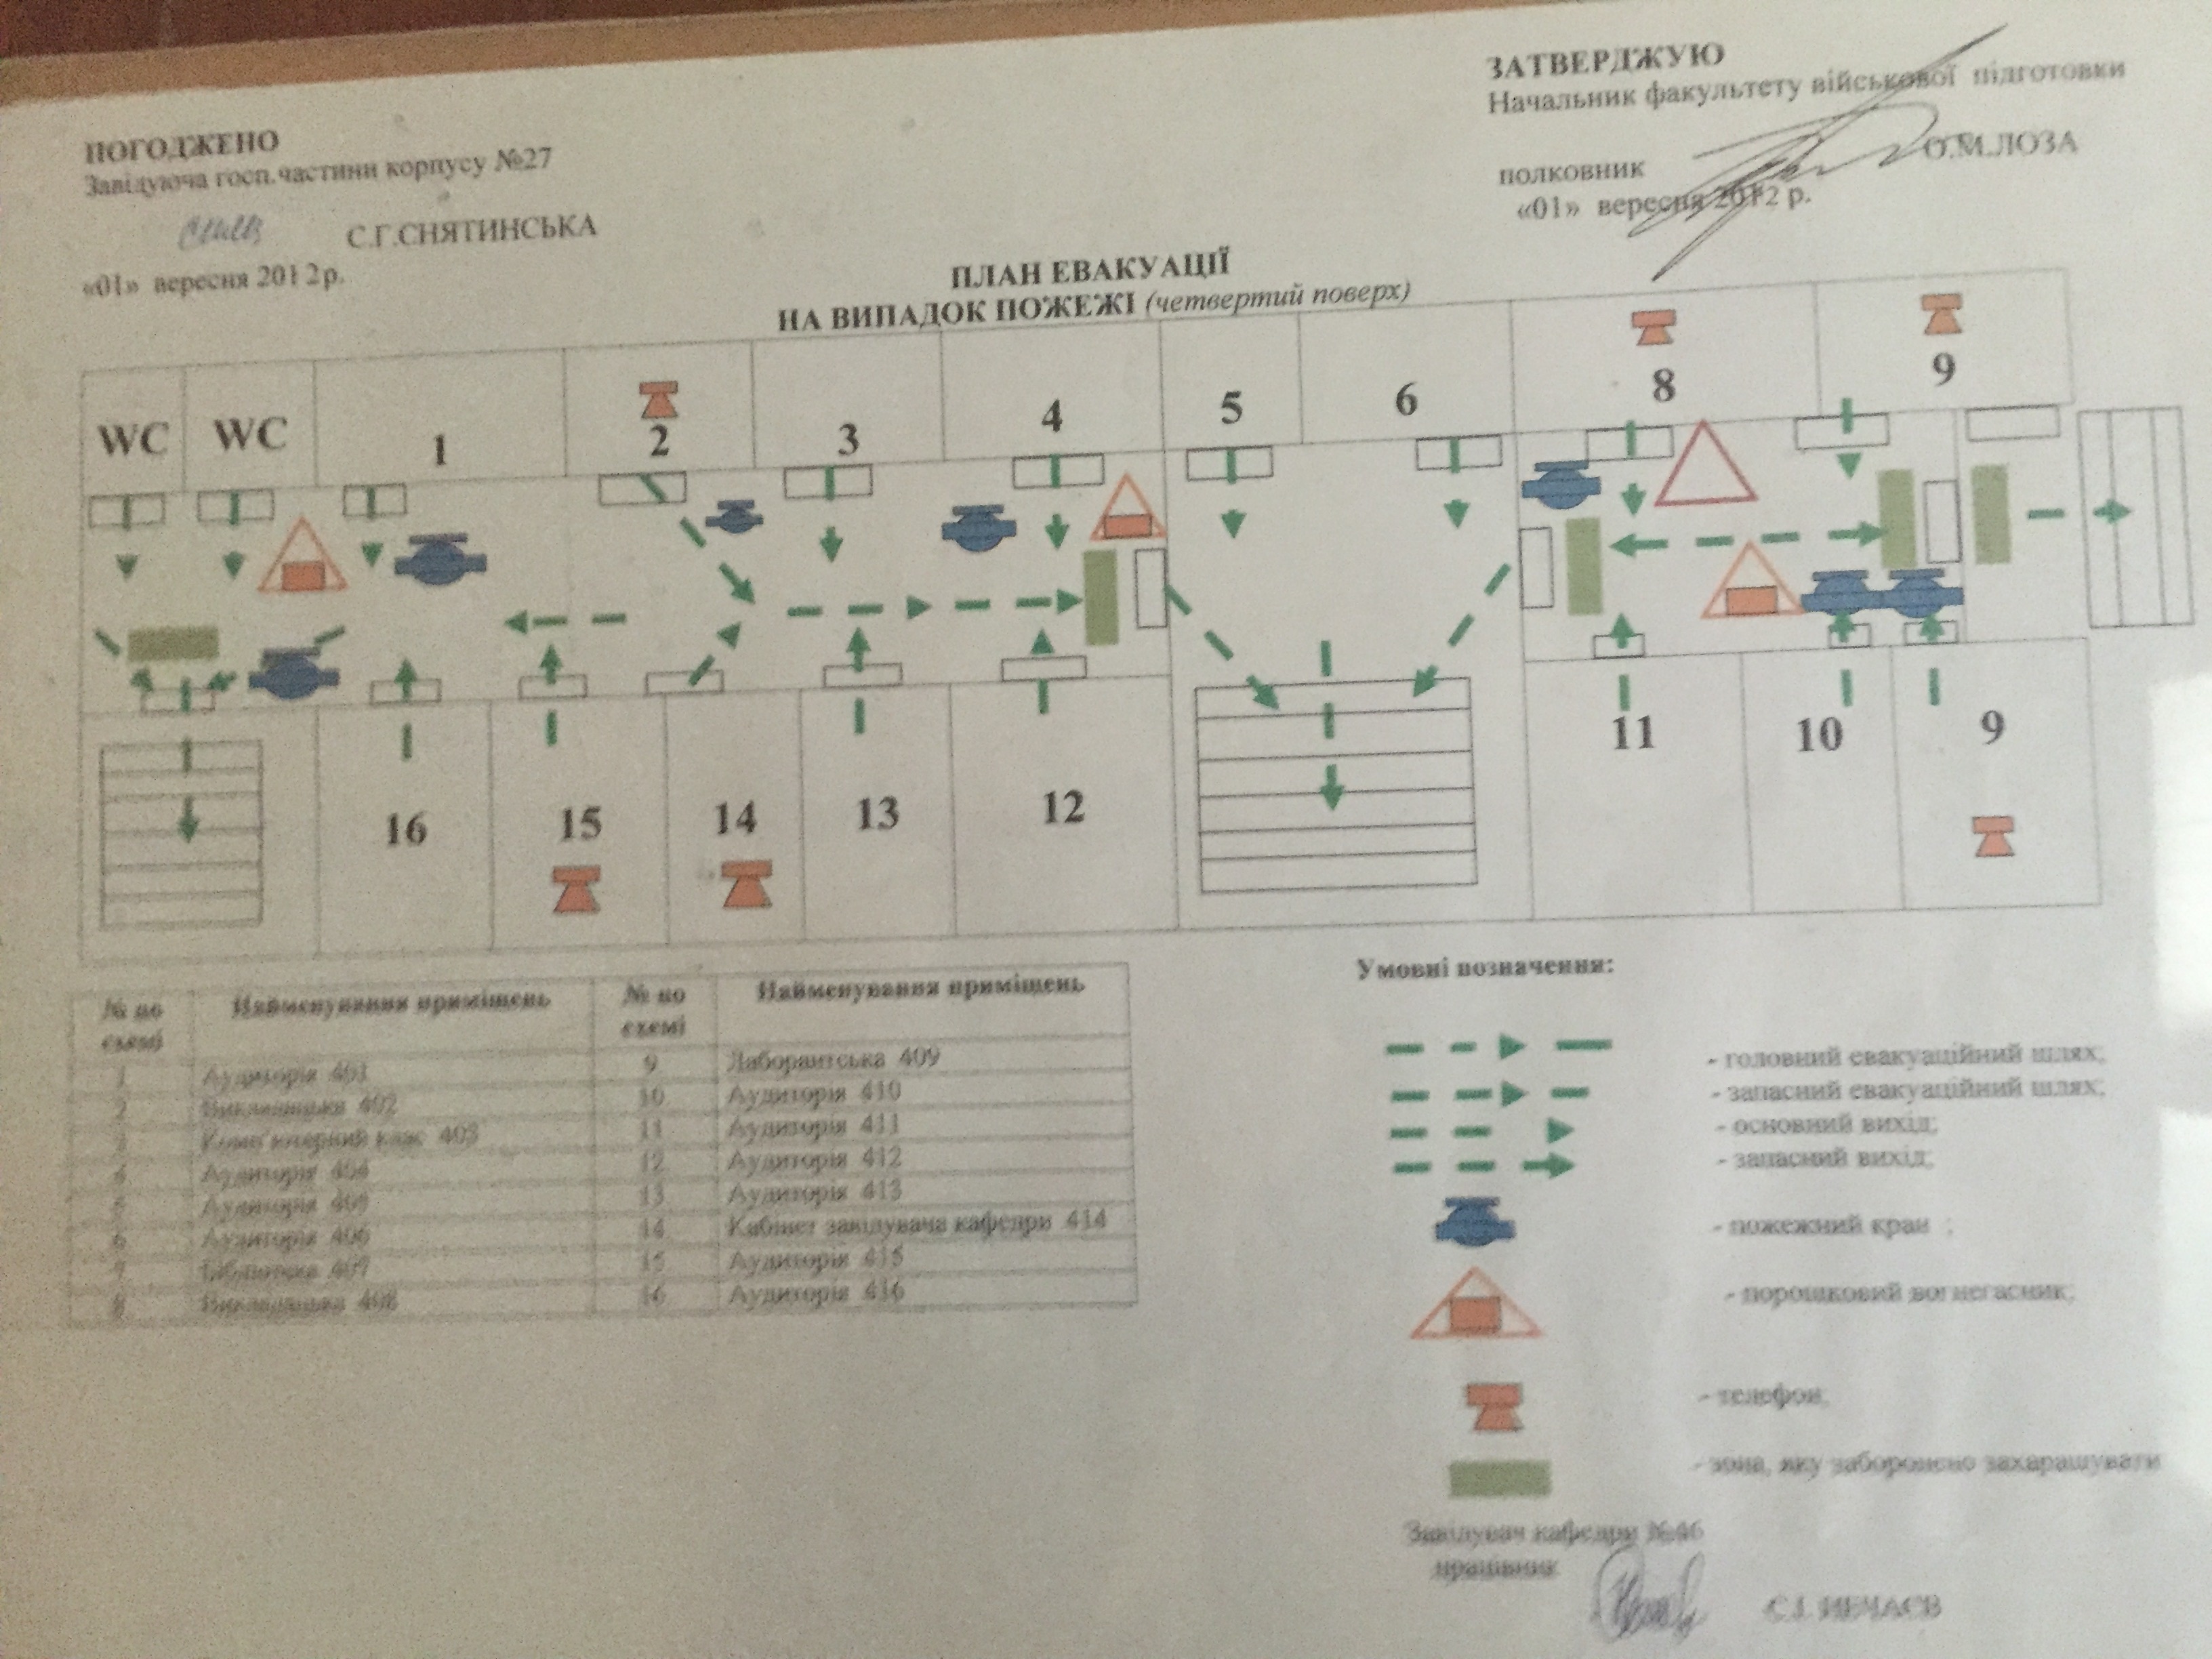 ПОГОДЖЕНО
Завідуюча госп.частини корпусу №27
С.Г.СНЯТИНСЬКА
«01» вересня 2012р.
ЗАТВЕРДЖУЮ
Начальник факультету військової підготовки
полковник О.М.ЛОЗА
«01» вересня 2012 р.
ПЛАН ЕВАКУАЦІЇ
НА ВИПАДОК ПОЖЕЖІ (четвертий поверх)
WC WC 1 2 3 4 5 6 8 9
16 15 14 13 12 11 10 9
№ по схемі Найменування приміщень № по схемі Найменування приміщень
1 Аудиторія 401 9 Лаборантська 409
2 Викладацька 402 10 Аудиторія 410
3 Комп'ютерний клас 403 11 Аудиторія 411
4 Аудиторія 404 12 Аудиторія 412
5 Аудиторія 405 13 Аудиторія 413
6 Аудиторія 406 14 Кабінет завідувача кафедри 414
7 Бібліотека 407 15 Аудиторія 415
8 Викладацька 408 16 Аудиторія 416
Умовні позначення:
- головний евакуаційний шлях;
- запасний евакуаційний шлях;
- основний вихід;
- запасний вихід;
- пожежний кран ;
- порошковий вогнегасник;
- телефон;
- зона, яку заборонено захарашувати
Завідувач кафедри №46
працівник
С.І. НЕЧАЄВ